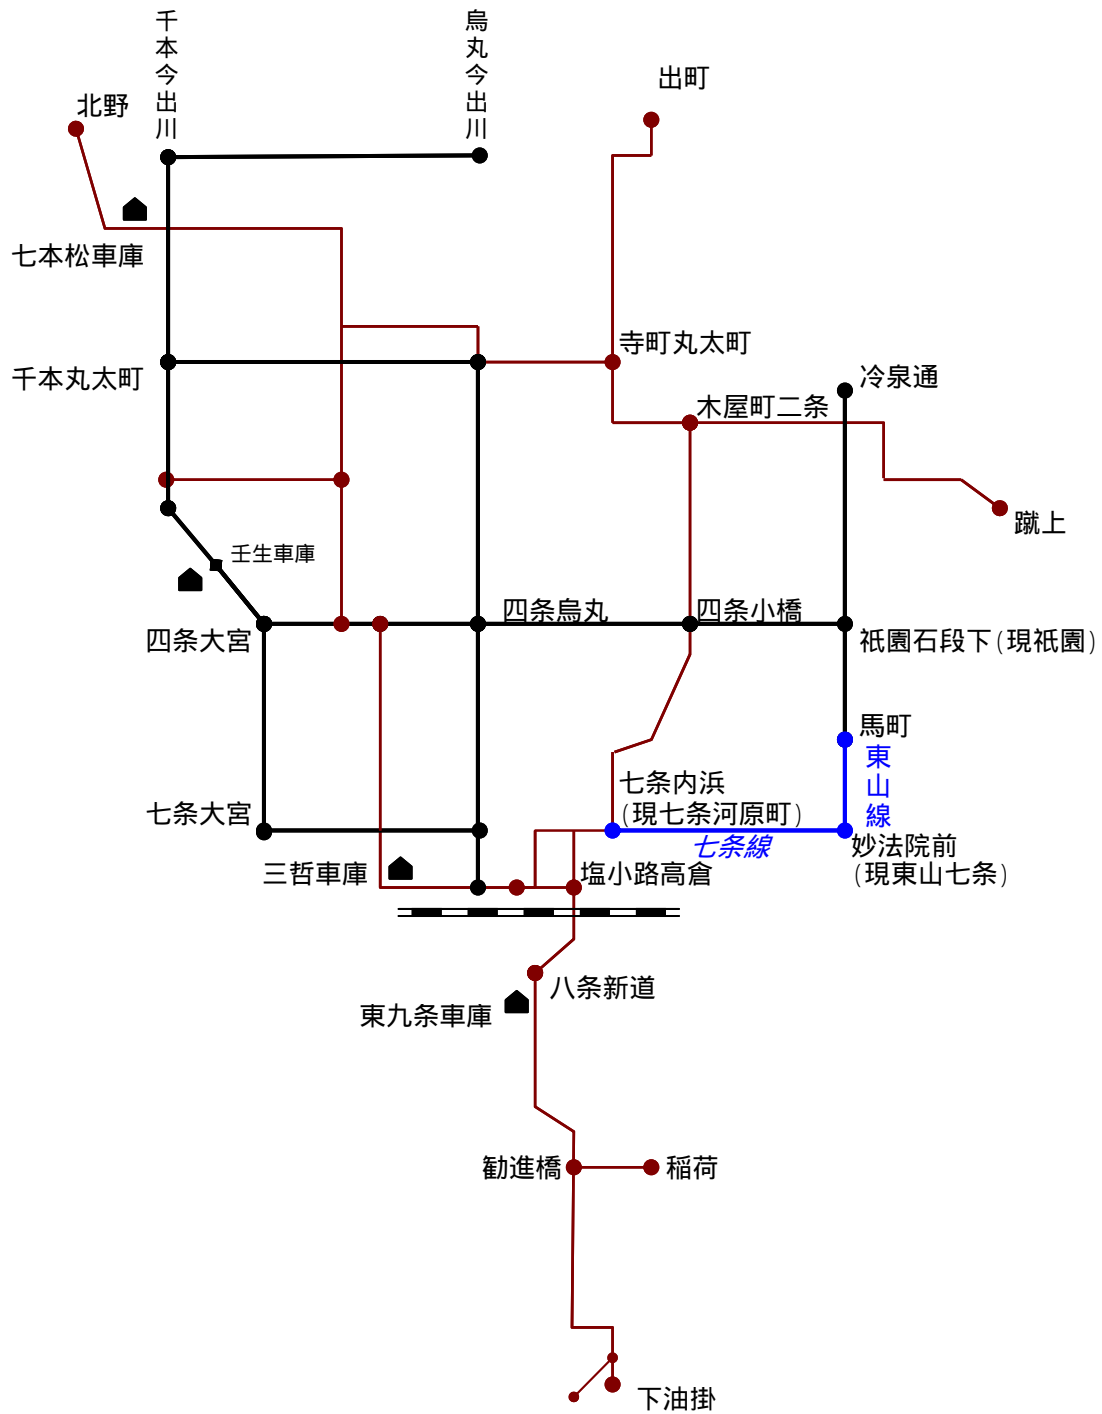 千本今出川
烏丸今出川
出町
北野
七本松車庫
寺町丸太町
千本丸太町
冷泉通
木屋町二条
蹴上
壬生車庫
四条烏丸
四条小橋
四条大宮
祇園石段下(現祇園)
馬町
東山線
七条内浜
(現七条河原町)
七条大宮
七条線
妙法院前
(現東山七条)
三哲車庫
塩小路高倉
八条新道
東九条車庫
勧進橋
稲荷
下油掛